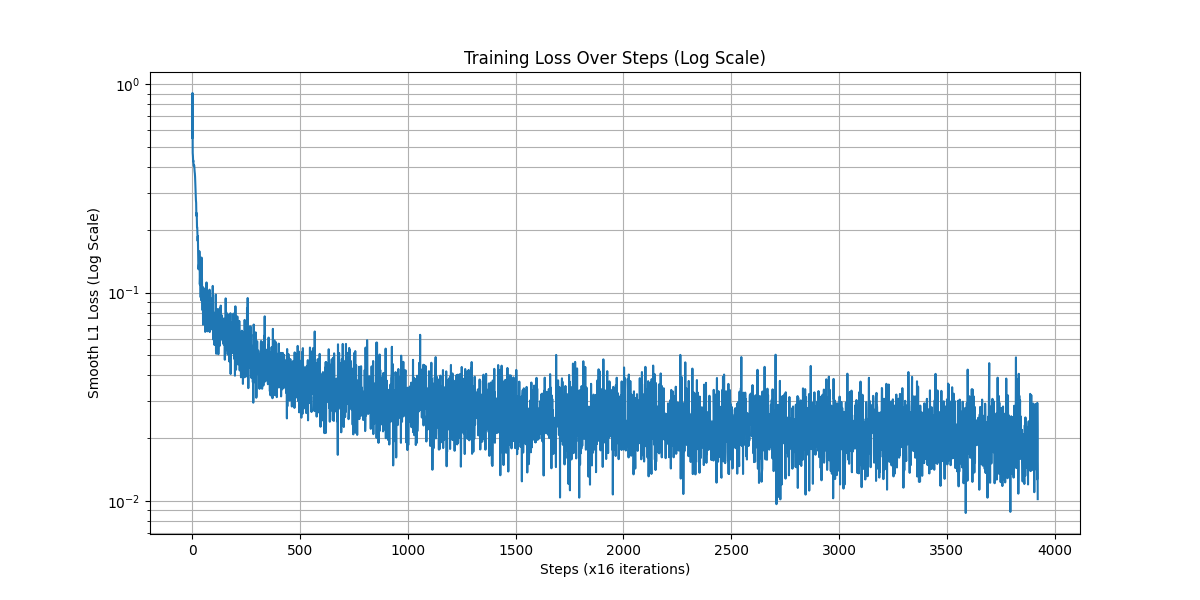 Training Loss Over Steps (Log Scale)
Smooth L1 Loss (Log Scale)
10⁰
10⁻¹
10⁻²
0 500 1000 1500 2000 2500 3000 3500 4000
Steps (x16 iterations)